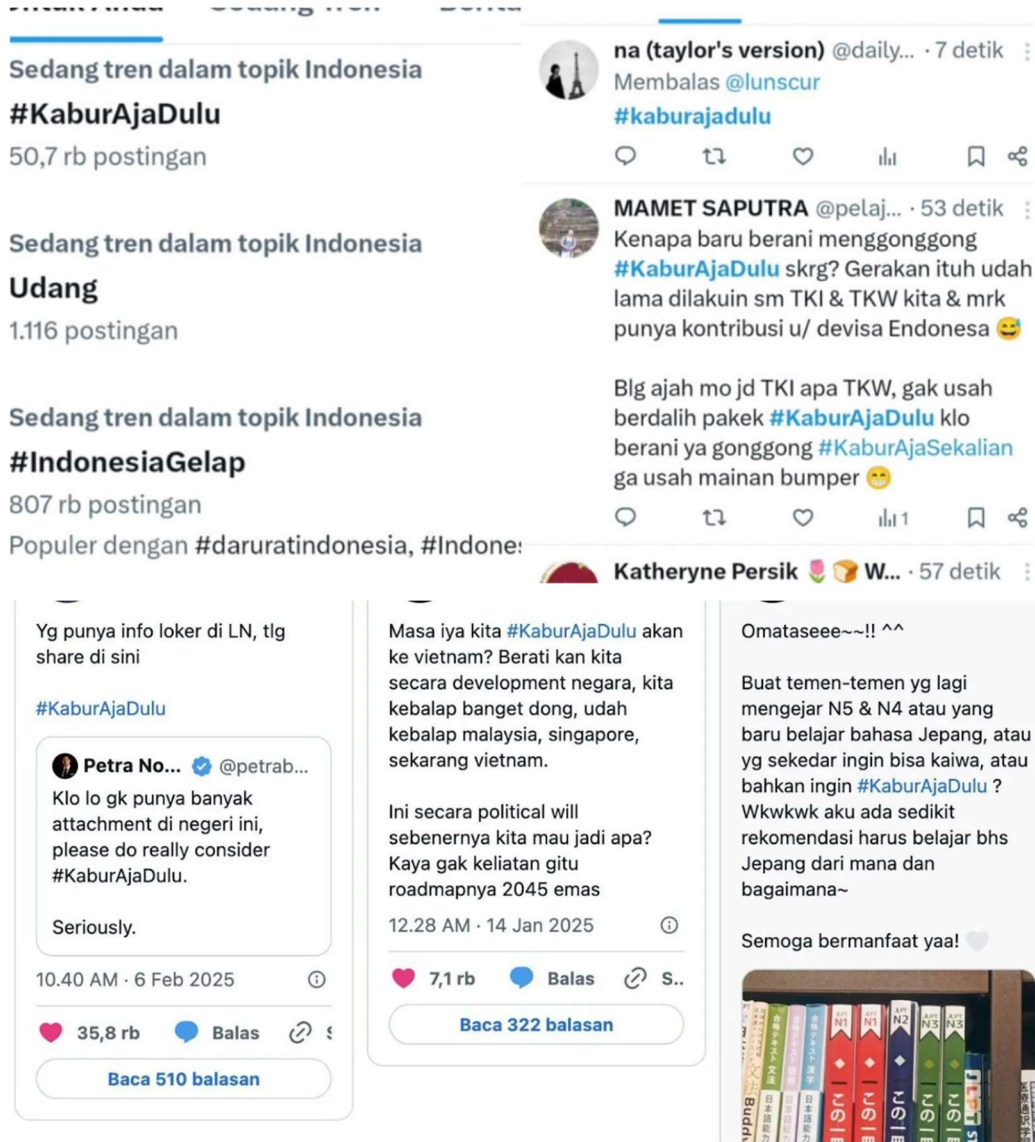 Sedang tren dalam topik Indonesia
#KaburAjaDulu
50,7 rb postingan
Sedang tren dalam topik Indonesia
Udang
1.116 postingan
Sedang tren dalam topik Indonesia
#IndonesiaGelap
807 rb postingan
Populer dengan #daruratindonesia, #Indones
na (taylor's version) @daily... · 7 detik
Membalas @lunscur
#kaburajadulu
MAMET SAPUTRA @pelaj... · 53 detik
Kenapa baru berani menggonggong
#KaburAjaDulu skrg? Gerakan ituh udah
lama dilakuin sm TKI & TKW kita & mrk
punya kontribusi u/ devisa Endonesa 😅
Blg ajah mo jd TKI apa TKW, gak usah
berdalih pakek #KaburAjaDulu klo
berani ya gonggong #KaburAjaSekalian
ga usah mainan bumper 😁
1
Katheryne Persik 🌷🍞 W... · 57 detik
Yg punya info loker di LN, tlg
share di sini
#KaburAjaDulu
Petra No... @petrab...
Klo lo gk punya banyak
attachment di negeri ini,
please do really consider
#KaburAjaDulu.
Seriously.
10.40 AM · 6 Feb 2025
35,8 rb Balas
Baca 510 balasan
Masa iya kita #KaburAjaDulu akan
ke vietnam? Berati kan kita
secara development negara, kita
kebalap banget dong, udah
kebalap malaysia, singapore,
sekarang vietnam.
Ini secara political will
sebenernya kita mau jadi apa?
Kaya gak keliatan gitu
roadmapnya 2045 emas
12.28 AM · 14 Jan 2025
7,1 rb Balas S..
Baca 322 balasan
Omataseee~~!! ^^
Buat temen-temen yg lagi
mengejar N5 & N4 atau yang
baru belajar bahasa Jepang, atau
yg sekedar ingin bisa kaiwa, atau
bahkan ingin #KaburAjaDulu ?
Wkwkwk aku ada sedikit
rekomendasi harus belajar bhs
Jepang dari mana dan
bagaimana~
Semoga bermanfaat yaa! 🤍
N1
N1
N2
N3
N3